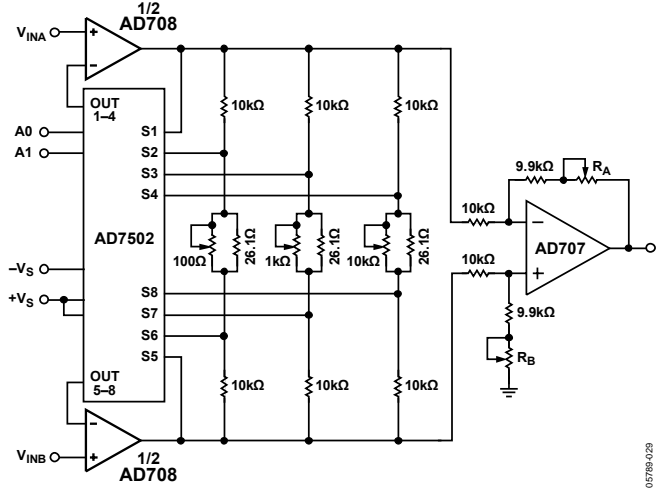 1/2
AD708
VINA
+
−
OUT
1–4
A0
A1
S1
S2
S3
S4
AD7502
−VS
+VS
S8
S7
S6
S5
OUT
5–8
−
+
VINB
1/2
AD708
10kΩ
10kΩ
10kΩ
100Ω
26.1Ω
1kΩ
26.1Ω
10kΩ
26.1Ω
10kΩ
10kΩ
10kΩ
10kΩ
10kΩ
9.9kΩ
RA
−
AD707
+
9.9kΩ
RB
05789-029